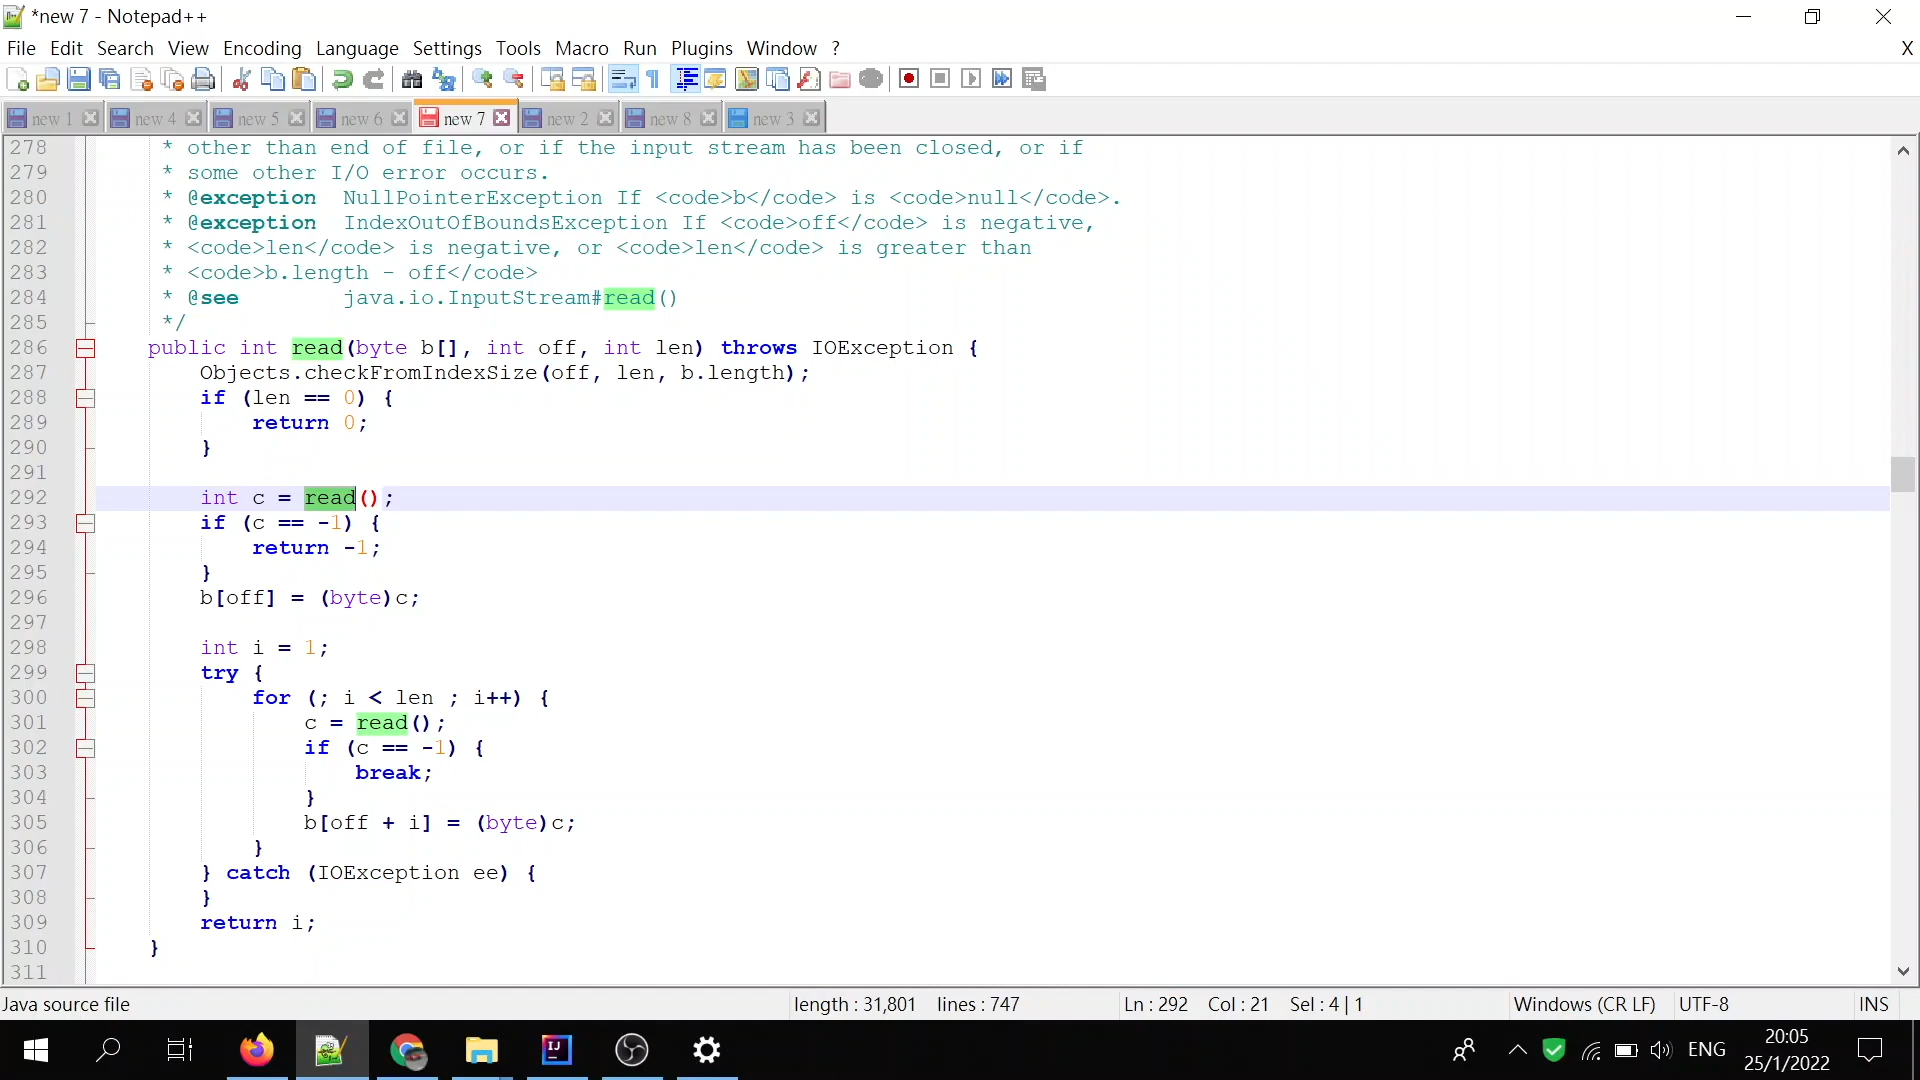 *new 7 - Notepad++
File Edit Search View Encoding Language Settings Tools Macro Run Plugins Window ? X
new 1 new 4 new 5 new 6 new 7 new 2 new 8 new 3
278 * other than end of file, or if the input stream has been closed, or if
279 * some other I/O error occurs.
280 * @exception  NullPointerException If <code>b</code> is <code>null</code>.
281 * @exception  IndexOutOfBoundsException If <code>off</code> is negative,
282 * <code>len</code> is negative, or <code>len</code> is greater than
283 * <code>b.length - off</code>
284 * @see        java.io.InputStream#read()
285 */
286 public int read(byte b[], int off, int len) throws IOException {
287 Objects.checkFromIndexSize(off, len, b.length);
288 if (len == 0) {
289 return 0;
290 }
291
292 int c = read();
293 if (c == -1) {
294 return -1;
295 }
296 b[off] = (byte)c;
297
298 int i = 1;
299 try {
300 for (; i < len ; i++) {
301 c = read();
302 if (c == -1) {
303 break;
304 }
305 b[off + i] = (byte)c;
306 }
307 } catch (IOException ee) {
308 }
309 return i;
310 }
311
Java source file length : 31,801 lines : 747 Ln : 292 Col : 21 Sel : 4 | 1 Windows (CR LF) UTF-8 INS
IJ ENG 20:05
25/1/2022